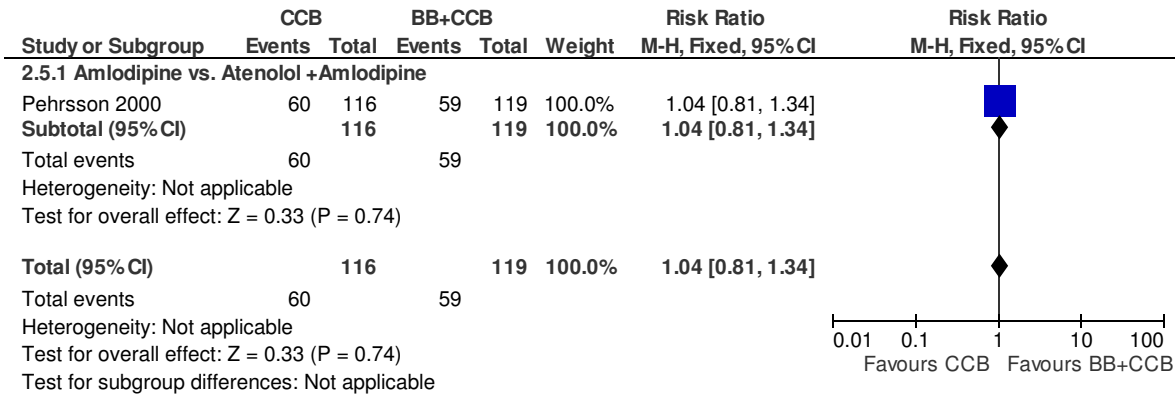 CCB BB+CCB Risk Ratio Risk Ratio
Study or Subgroup Events Total Events Total Weight M-H, Fixed, 95% CI M-H, Fixed, 95% CI
2.5.1 Amlodipine vs. Atenolol +Amlodipine
Pehrsson 2000 60 116 59 119 100.0% 1.04 [0.81, 1.34]
Subtotal (95% CI) 116 119 100.0% 1.04 [0.81, 1.34]
Total events 60 59
Heterogeneity: Not applicable
Test for overall effect: Z = 0.33 (P = 0.74)
Total (95% CI) 116 119 100.0% 1.04 [0.81, 1.34]
Total events 60 59
Heterogeneity: Not applicable
Test for overall effect: Z = 0.33 (P = 0.74)
Test for subgroup differences: Not applicable
0.01 0.1 1 10 100
Favours CCB Favours BB+CCB